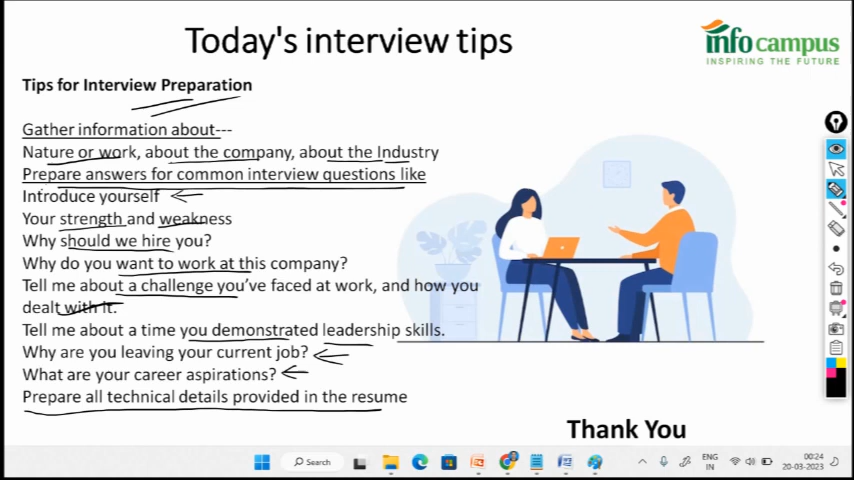 Today's interview tips
info campus
INSPIRING THE FUTURE
Tips for Interview Preparation
Gather information about---
Nature or work, about the company, about the Industry
Prepare answers for common interview questions like
Introduce yourself
Your strength and weakness
Why should we hire you?
Why do you want to work at this company?
Tell me about a challenge you've faced at work, and how you
dealt with it.
Tell me about a time you demonstrated leadership skills.
Why are you leaving your current job?
What are your career aspirations?
Prepare all technical details provided in the resume
Thank You
Search
ENG
IN
00:24
20-03-2023